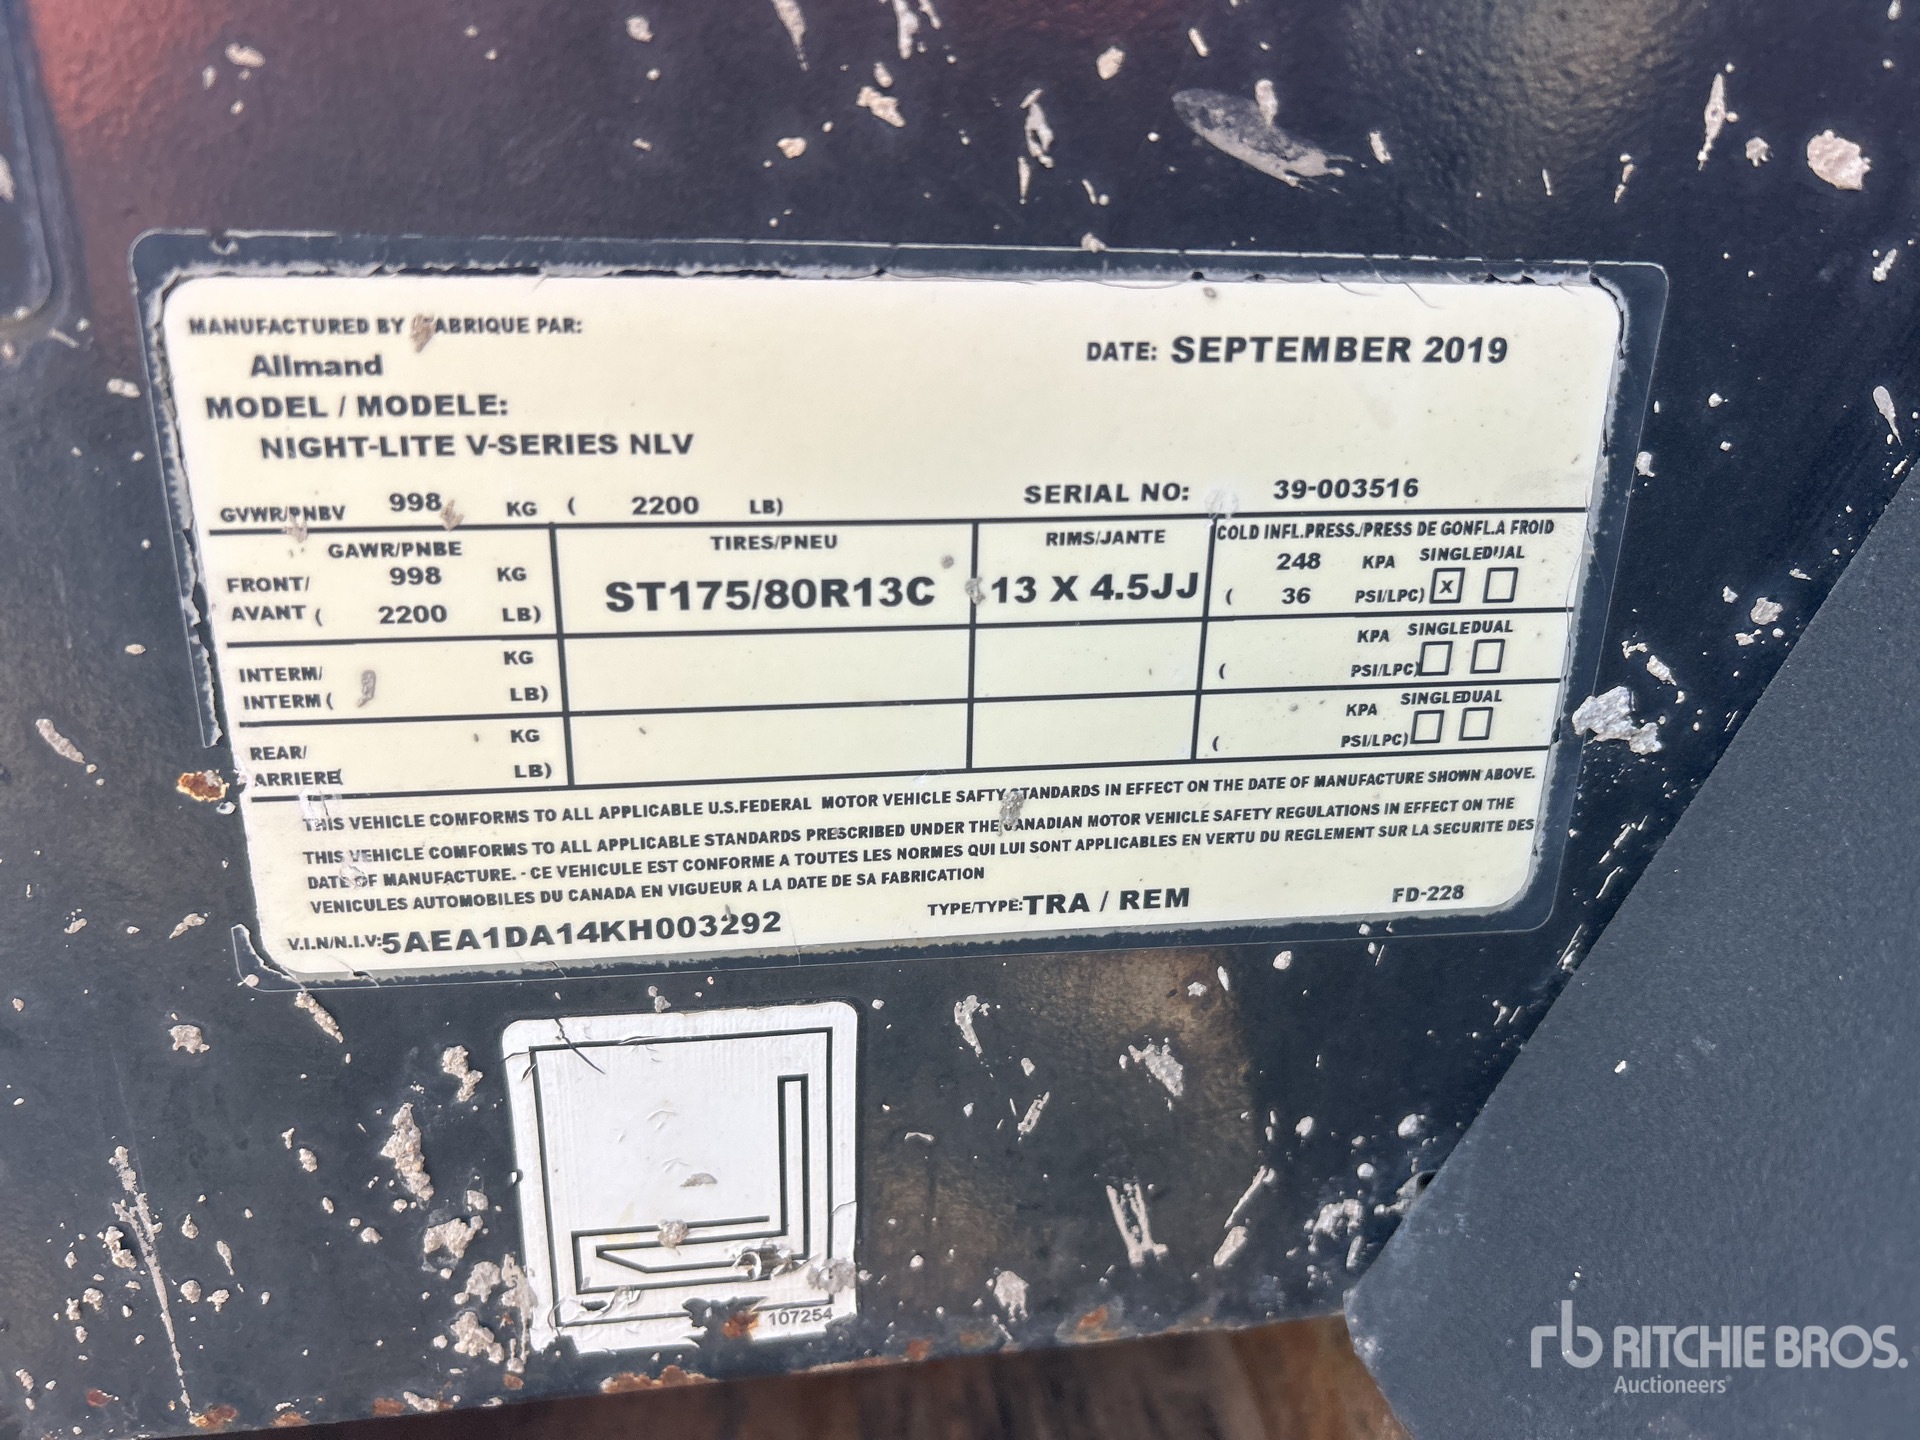 MANUFACTURED BY FABRIQUE PAR:
Allmand
DATE: SEPTEMBER 2019
MODEL / MODELE:
NIGHT-LITE V-SERIES NLV
GVWR/PNBV 998 KG ( 2200 LB)
SERIAL NO: 39-003516
GAWR/PNBE
TIRES/PNEU
RIMS/JANTE
COLD INFL.PRESS./PRESS DE GONFL.A FROID
FRONT/ 998 KG
AVANT ( 2200 LB)
ST175/80R13C
13 X 4.5JJ
248 KPA SINGLE DUAL
( 36 PSI/LPC) X
INTERM/ KG
INTERM ( LB)
KPA SINGLE DUAL
( PSI/LPC)
REAR/ KG
ARRIERE( LB)
KPA SINGLE DUAL
( PSI/LPC)
THIS VEHICLE COMFORMS TO ALL APPLICABLE U.S.FEDERAL MOTOR VEHICLE SAFTY STANDARDS IN EFFECT ON THE DATE OF MANUFACTURE SHOWN ABOVE.
THIS VEHICLE COMFORMS TO ALL APPLICABLE STANDARDS PRESCRIBED UNDER THE CANADIAN MOTOR VEHICLE SAFETY REGULATIONS IN EFFECT ON THE
DATE OF MANUFACTURE. - CE VEHICULE EST CONFORME A TOUTES LES NORMES QUI LUI SONT APPLICABLES EN VERTU DU REGLEMENT SUR LA SECURITE DES
VENICULES AUTOMOBILES DU CANADA EN VIGUEUR A LA DATE DE SA FABRICATION
V.I.N/N.I.V:5AEA1DA14KH003292
TYPE/TYPE:TRA / REM
FD-228
107254
rb RITCHIE BROS.
Auctioneers